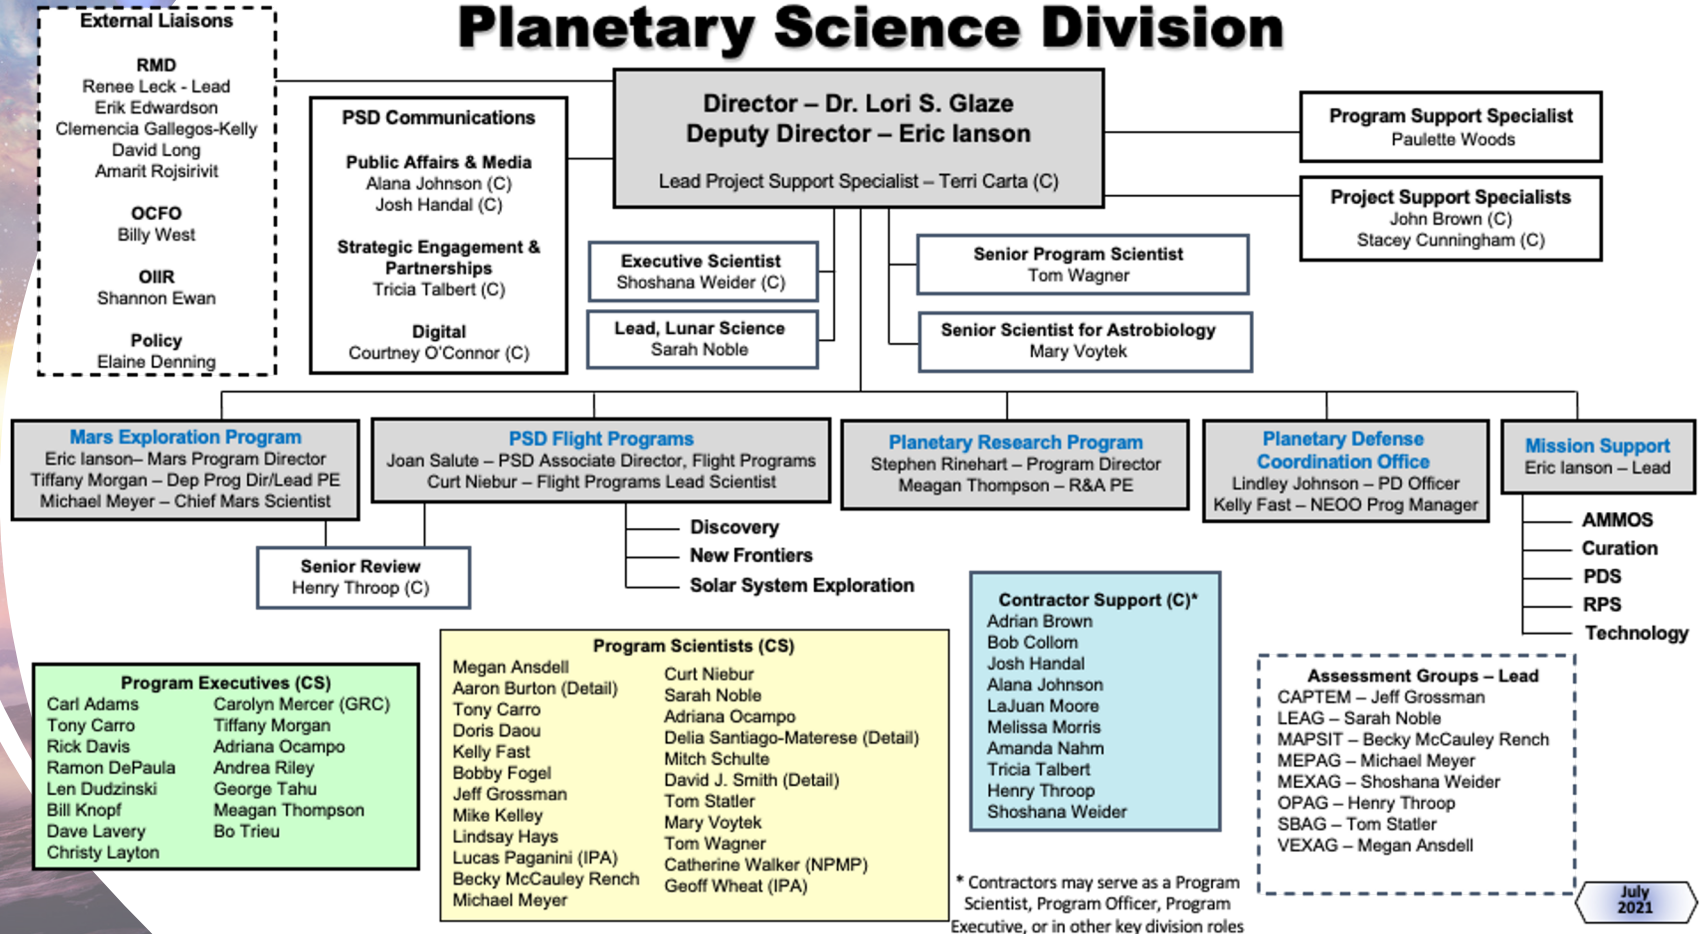 Planetary Science Division
External Liaisons
RMD
Renee Leck - Lead
Erik Edwardson
Clemencia Gallegos-Kelly
David Long
Amarit Rojsirivit
OCFO
Billy West
OIIR
Shannon Ewan
Policy
Elaine Denning
PSD Communications
Public Affairs & Media
Alana Johnson (C)
Josh Handal (C)
Strategic Engagement &
Partnerships
Tricia Talbert (C)
Digital
Courtney O'Connor (C)
Director – Dr. Lori S. Glaze
Deputy Director – Eric Ianson
Lead Project Support Specialist – Terri Carta (C)
Program Support Specialist
Paulette Woods
Project Support Specialists
John Brown (C)
Stacey Cunningham (C)
Executive Scientist
Shoshana Weider (C)
Lead, Lunar Science
Sarah Noble
Senior Program Scientist
Tom Wagner
Senior Scientist for Astrobiology
Mary Voytek
Mars Exploration Program
Eric Ianson– Mars Program Director
Tiffany Morgan – Dep Prog Dir/Lead PE
Michael Meyer – Chief Mars Scientist
PSD Flight Programs
Joan Salute – PSD Associate Director, Flight Programs
Curt Niebur – Flight Programs Lead Scientist
Planetary Research Program
Stephen Rinehart – Program Director
Meagan Thompson – R&A PE
Planetary Defense
Coordination Office
Lindley Johnson – PD Officer
Kelly Fast – NEOO Prog Manager
Mission Support
Eric Ianson – Lead
Senior Review
Henry Throop (C)
Discovery
New Frontiers
Solar System Exploration
AMMOS
Curation
PDS
RPS
Technology
Program Executives (CS)
Carl Adams
Tony Carro
Rick Davis
Ramon DePaula
Len Dudzinski
Bill Knopf
Dave Lavery
Christy Layton
Carolyn Mercer (GRC)
Tiffany Morgan
Adriana Ocampo
Andrea Riley
George Tahu
Meagan Thompson
Bo Trieu
Program Scientists (CS)
Megan Ansdell
Aaron Burton (Detail)
Tony Carro
Doris Daou
Kelly Fast
Bobby Fogel
Jeff Grossman
Mike Kelley
Lindsay Hays
Lucas Paganini (IPA)
Becky McCauley Rench
Michael Meyer
Curt Niebur
Sarah Noble
Adriana Ocampo
Delia Santiago-Materese (Detail)
Mitch Schulte
David J. Smith (Detail)
Tom Statler
Mary Voytek
Tom Wagner
Catherine Walker (NPMP)
Geoff Wheat (IPA)
Contractor Support (C)*
Adrian Brown
Bob Collom
Josh Handal
Alana Johnson
LaJuan Moore
Melissa Morris
Amanda Nahm
Tricia Talbert
Henry Throop
Shoshana Weider
* Contractors may serve as a Program
Scientist, Program Officer, Program
Executive, or in other key division roles
Assessment Groups – Lead
CAPTEM – Jeff Grossman
LEAG – Sarah Noble
MAPSIT – Becky McCauley Rench
MEPAG – Michael Meyer
MEXAG – Shoshana Weider
OPAG – Henry Throop
SBAG – Tom Statler
VEXAG – Megan Ansdell
July
2021